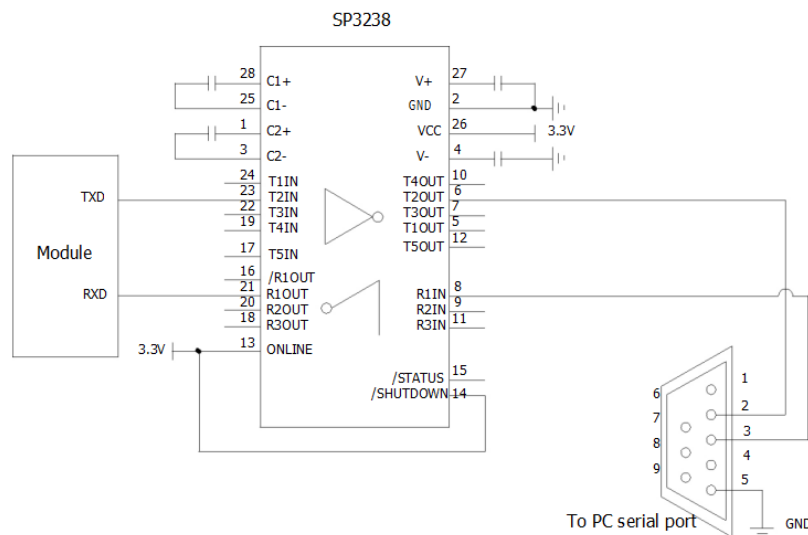 SP3238
28 C1+ V+ 27
25 C1- GND 2
1 C2+ VCC 26 3.3V
3 C2- V- 4
24 T1IN T4OUT 10
TXD 23 T2IN T2OUT 6
22 T3IN T3OUT 7
19 T4IN T1OUT 5
T5OUT 12
Module 17 T5IN
16 /R1OUT
RXD 21 R1OUT R1IN 8
20 R2OUT R2IN 9
18 R3OUT R3IN 11
3.3V 13 ONLINE
/STATUS 15
/SHUTDOWN 14
1
6
2
7
3
8
4
9
5
To PC serial port
GND